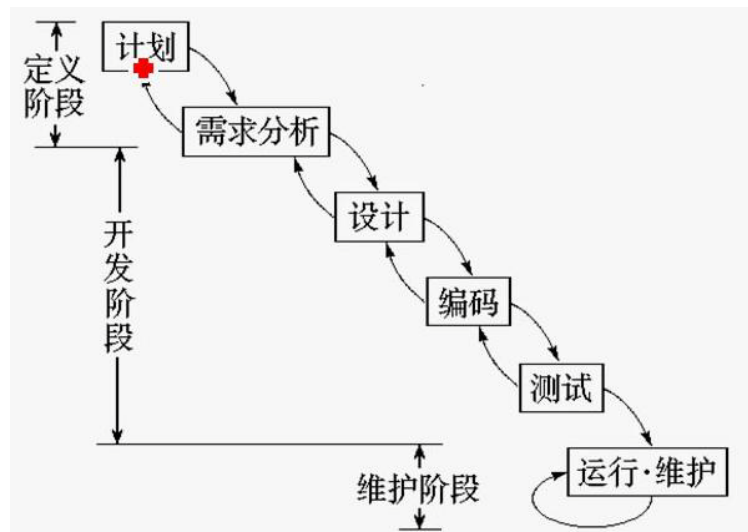 计划
定义
阶段
需求分析
设计
开
发
阶
段
编码
测试
运行·维护
维护阶段